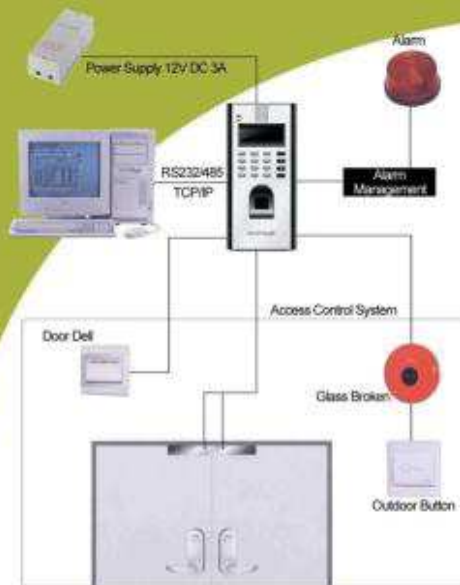 Power Supply 12V DC 3A
Alarm
RS232/485
TCP/IP
Alarm
Management
Access Control System
Door Dell
Glass Broken
Outdoor Button